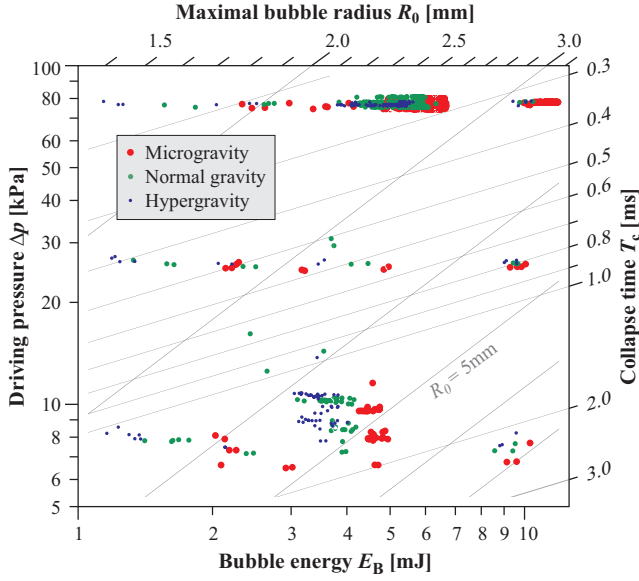 Maximal bubble radius R₀ [mm]
1.5 2.0 2.5 3.0
100
80
60
50
40
30
20
10
8
7
6
5
Driving pressure Δp [kPa]
Microgravity
Normal gravity
Hypergravity
R₀ = 5mm
0.3
0.4
0.5
0.6
0.8
1.0
2.0
3.0
Collapse time T_c [ms]
1 2 3 4 5 6 7 8 9 10
Bubble energy E_B [mJ]